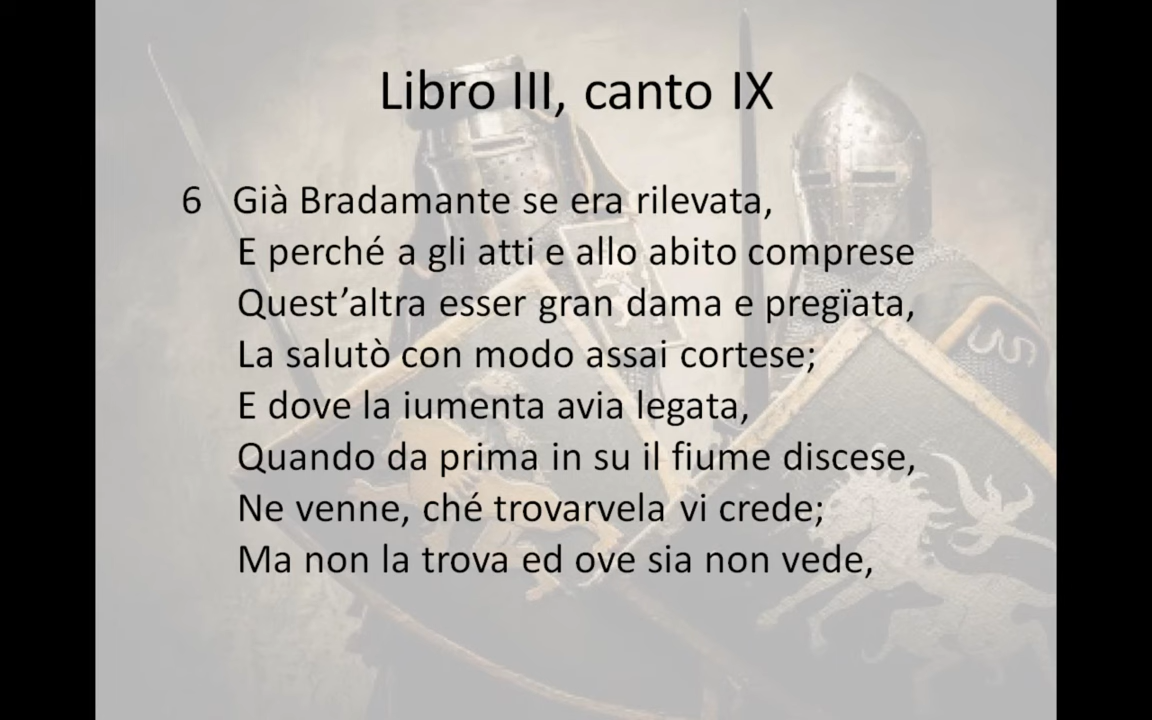 Libro III, canto IX
6 Già Bradamante se era rilevata,
E perché a gli atti e allo abito comprese
Quest’altra esser gran dama e pregïata,
La salutò con modo assai cortese;
E dove la iumenta avia legata,
Quando da prima in su il fiume discese,
Ne venne, ché trovarvela vi crede;
Ma non la trova ed ove sia non vede,